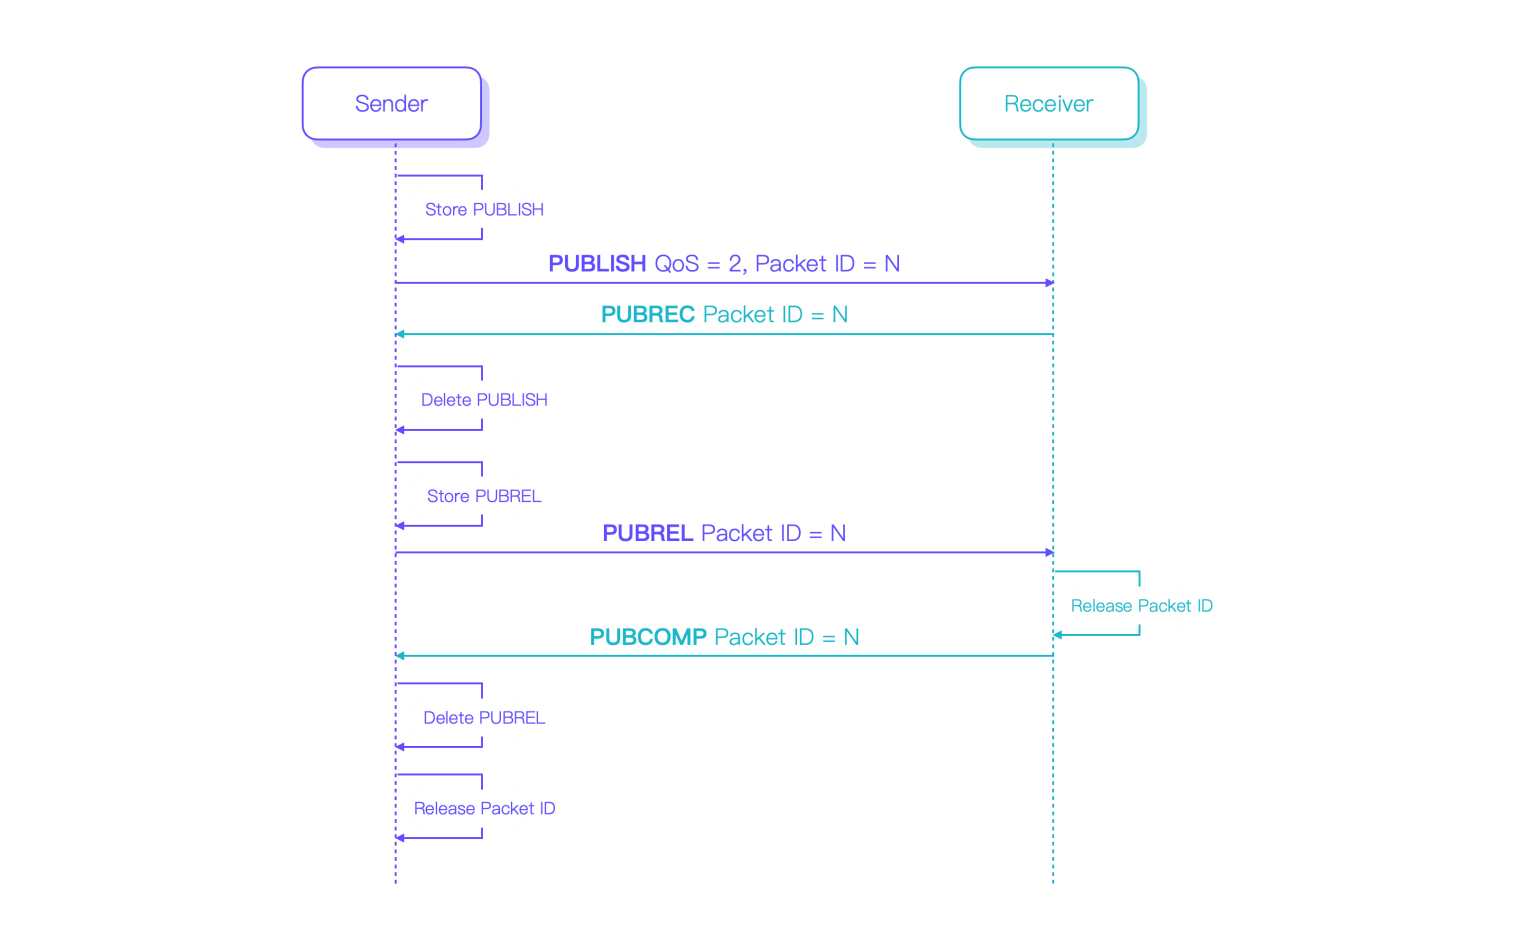 Sender
Receiver
Store PUBLISH
PUBLISH QoS = 2, Packet ID = N
PUBREC Packet ID = N
Delete PUBLISH
Store PUBREL
PUBREL Packet ID = N
Release Packet ID
PUBCOMP Packet ID = N
Delete PUBREL
Release Packet ID